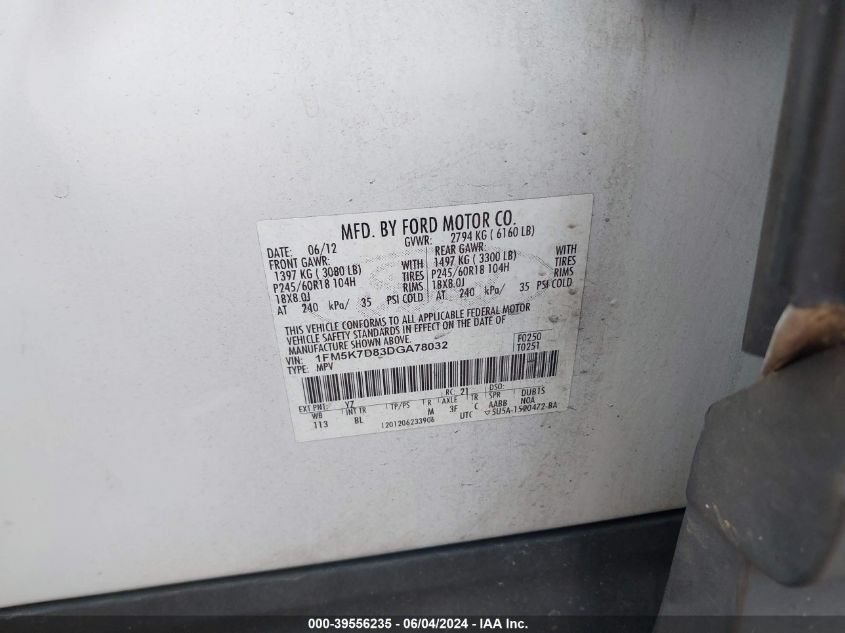 MFD. BY FORD MOTOR CO.
DATE: 06/12 GVWR: 2794 KG ( 6160 LB)
FRONT GAWR: REAR GAWR:
1397 KG ( 3080 LB) WITH 1497 KG ( 3300 LB) WITH
P245/60R18 104H TIRES P245/60R18 104H TIRES
18X8.0J RIMS 18X8.0J RIMS
AT 240 kPa/ 35 PSI COLD AT 240 kPa/ 35 PSI COLD
THIS VEHICLE CONFORMS TO ALL APPLICABLE FEDERAL MOTOR
VEHICLE SAFETY STANDARDS IN EFFECT ON THE DATE OF
MANUFACTURE SHOWN ABOVE.
VIN: 1FM5K7D83DGA78032 F0250
TYPE: MPV T0251
RC: 21 DSO:
EXT PNT: YZ
WB INT TR TP/PS R AXLE TR SPR DUB1S
113 BL M 3F C AABB N0A
1201206233906 UTC 5U5A-1520472-BA
000-39556235 - 06/04/2024 - IAA Inc.